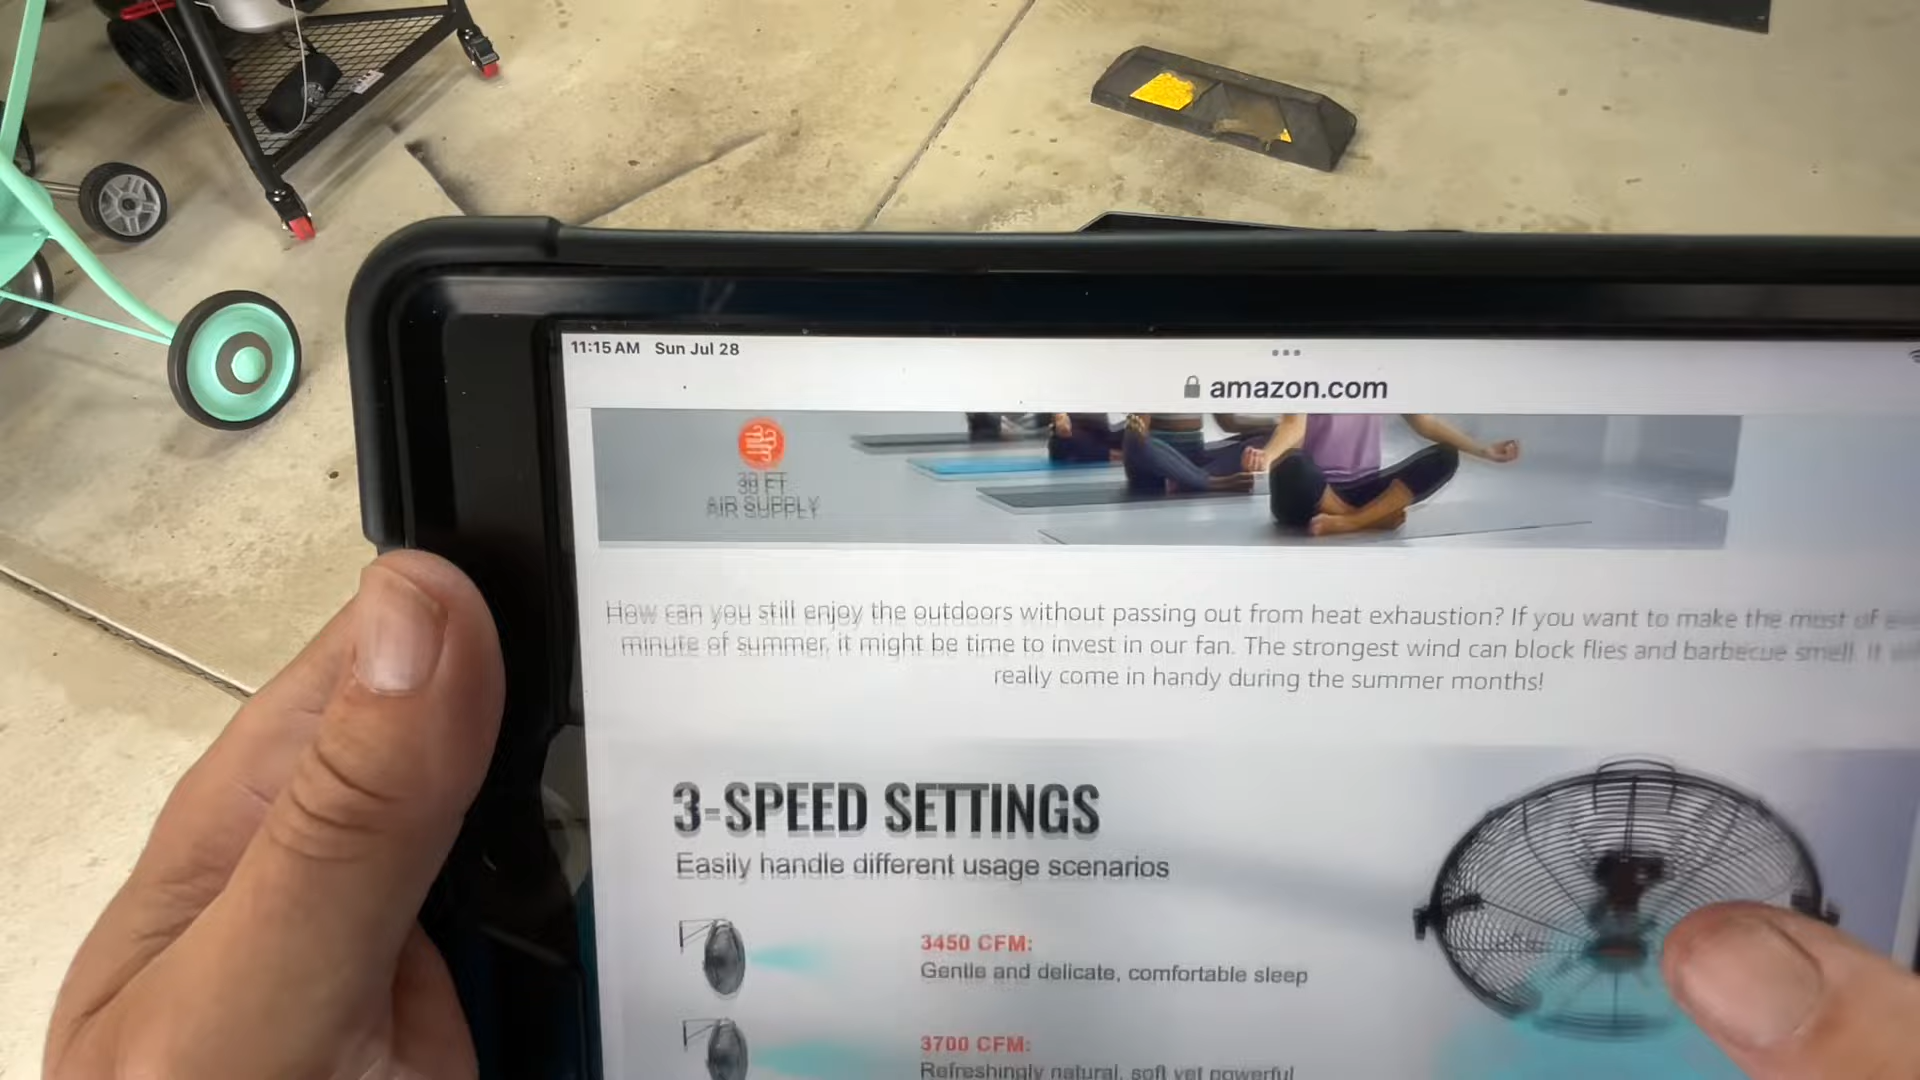 11:15 AM Sun Jul 28
amazon.com
AIR SUPPLY
How can you still enjoy the outdoors without passing out from heat exhaustion? If you want to make the most of
minute of summer, it might be time to invest in our fan. The strongest wind can block flies and barbecue smell. It
really come in handy during the summer months!
3-SPEED SETTINGS
Easily handle different usage scenarios
3450 CFM:
Gentle and delicate, comfortable sleep
3700 CFM:
Refreshingly natural, soft yet powerful